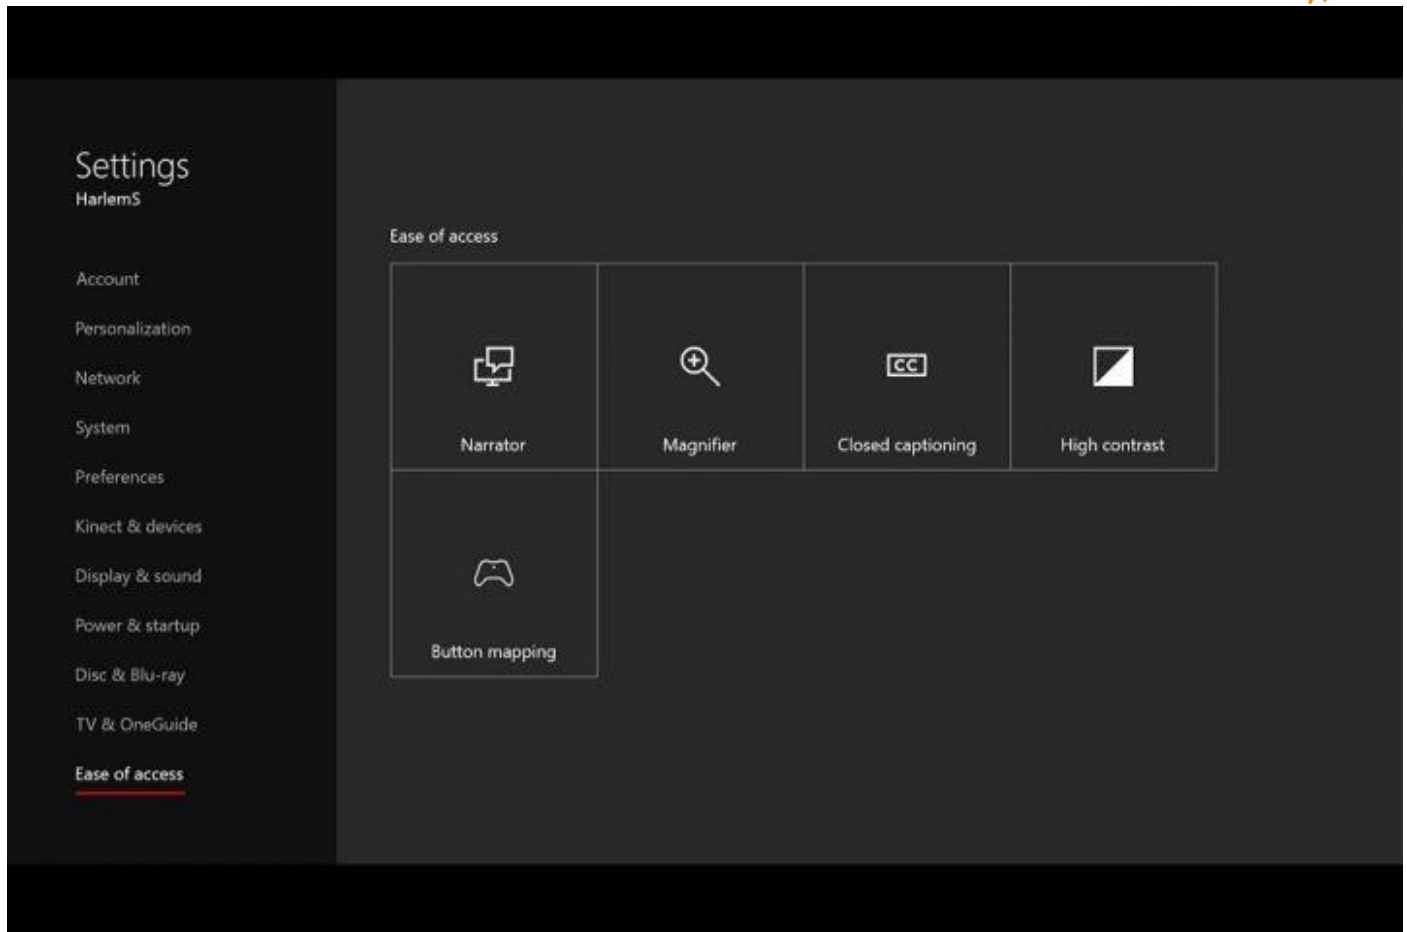 Settings
HarlemS
Account
Personalization
Network
System
Preferences
Kinect & devices
Display & sound
Power & startup
Disc & Blu-ray
TV & OneGuide
Ease of access
Ease of access
Narrator
Magnifier
CC
Closed captioning
High contrast
Button mapping